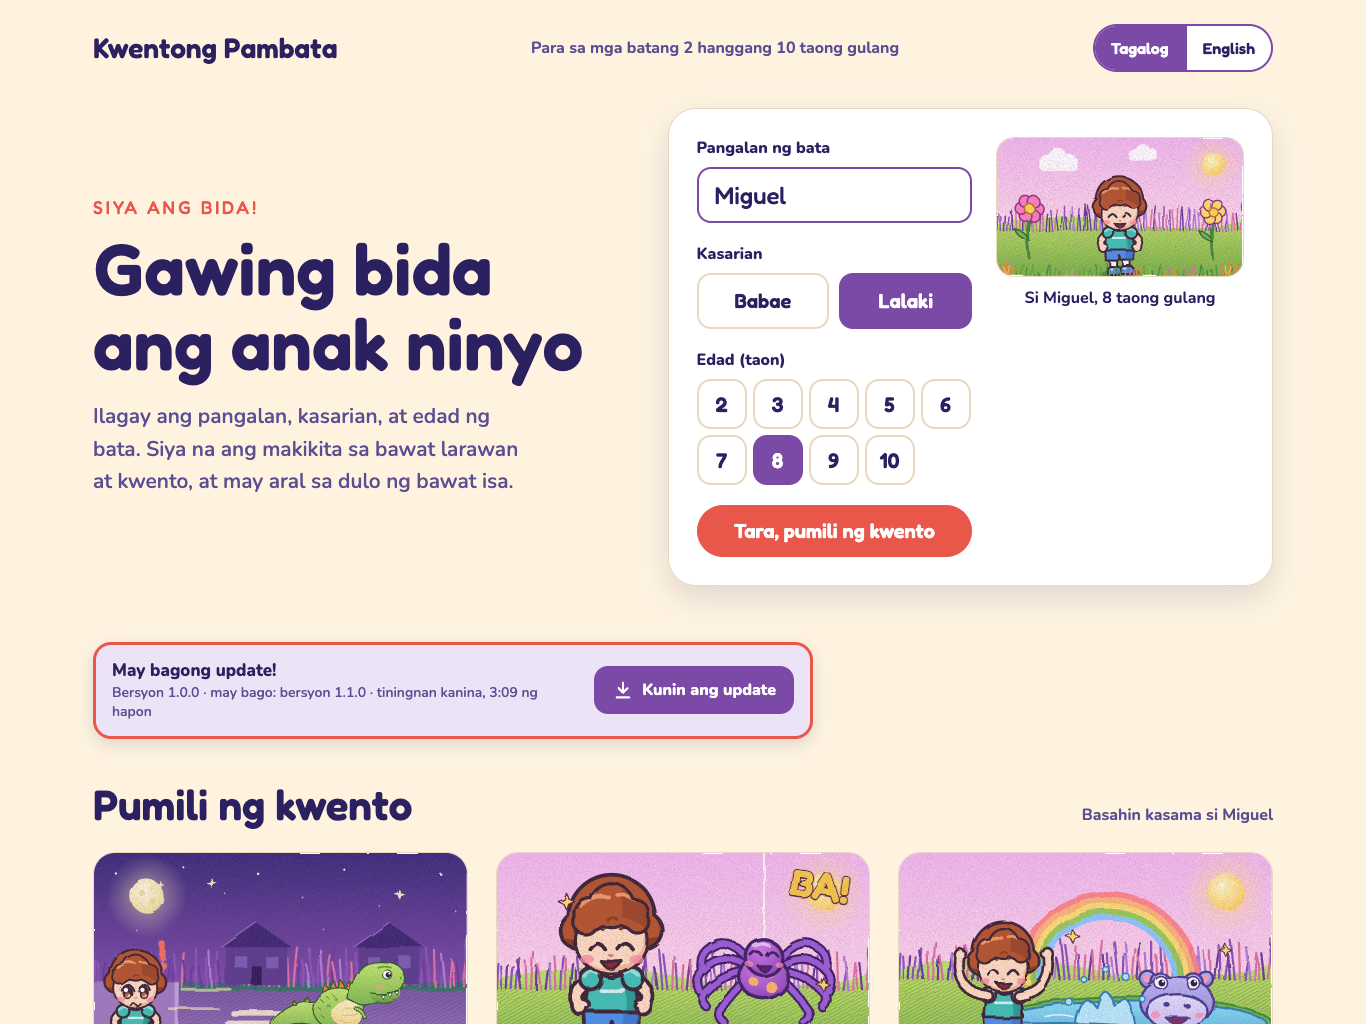 Kwentong Pambata
Para sa mga batang 2 hanggang 10 taong gulang
Tagalog
English
SIYA ANG BIDA!
Gawing bida
ang anak ninyo
Ilagay ang pangalan, kasarian, at edad ng
bata. Siya na ang makikita sa bawat larawan
at kwento, at may aral sa dulo ng bawat isa.
Pangalan ng bata
Miguel
Kasarian
Babae
Lalaki
Edad (taon)
2
3
4
5
6
7
8
9
10
Tara, pumili ng kwento
Si Miguel, 8 taong gulang
May bagong update!
Bersyon 1.0.0 · may bago: bersyon 1.1.0 · tiningnan kanina, 3:09 ng
hapon
Kunin ang update
Pumili ng kwento
Basahin kasama si Miguel
BA!